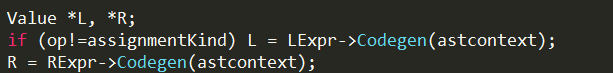 Value *L, *R;
if (op!=assignmentKind) L = LExpr->Codegen(astcontext);
R = RExpr->Codegen(astcontext);